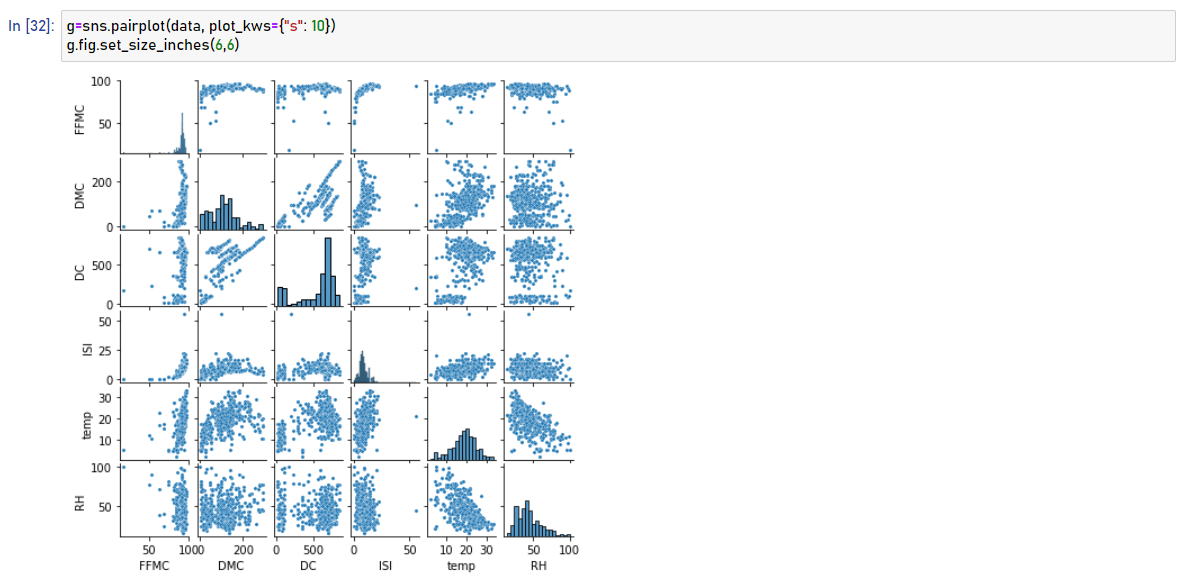 In [32]:
g=sns.pairplot(data, plot_kws={"s": 10})
g.fig.set_size_inches(6,6)
100
FFMC
50
200
DMC
0
500
DC
0
50
ISI
25
0
30
temp
20
10
100
RH
50
50 100 0 200 0 500 0 50 10 20 30 50 100
FFMC DMC DC ISI temp RH